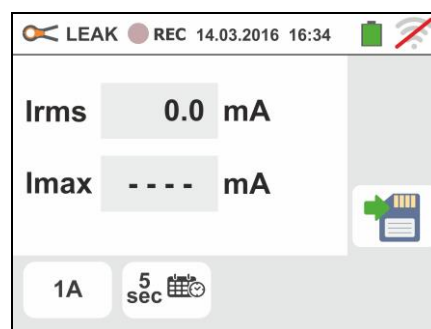 LEAK REC 14.03.2016 16:34
Irms 0.0 mA
Imax - - - - mA
1A 5 sec